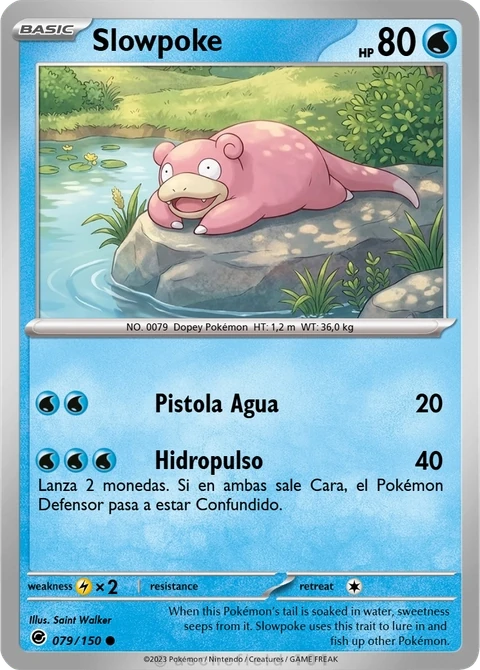 BASIC Slowpoke HP 80
NO. 0079 Dopey Pokémon HT: 1,2 m WT: 36,0 kg
Pistola Agua 20
Hidropulso 40
Lanza 2 monedas. Si en ambas sale Cara, el Pokémon
Defensor pasa a estar Confundido.
weakness ×2 resistance retreat
Illus. Saint Walker
079/150
When this Pokémon's tail is soaked in water, sweetness
seeps from it. Slowpoke uses this trait to lure in and
fish up other Pokémon.
©2023 Pokémon / Nintendo / Creatures / GAME FREAK